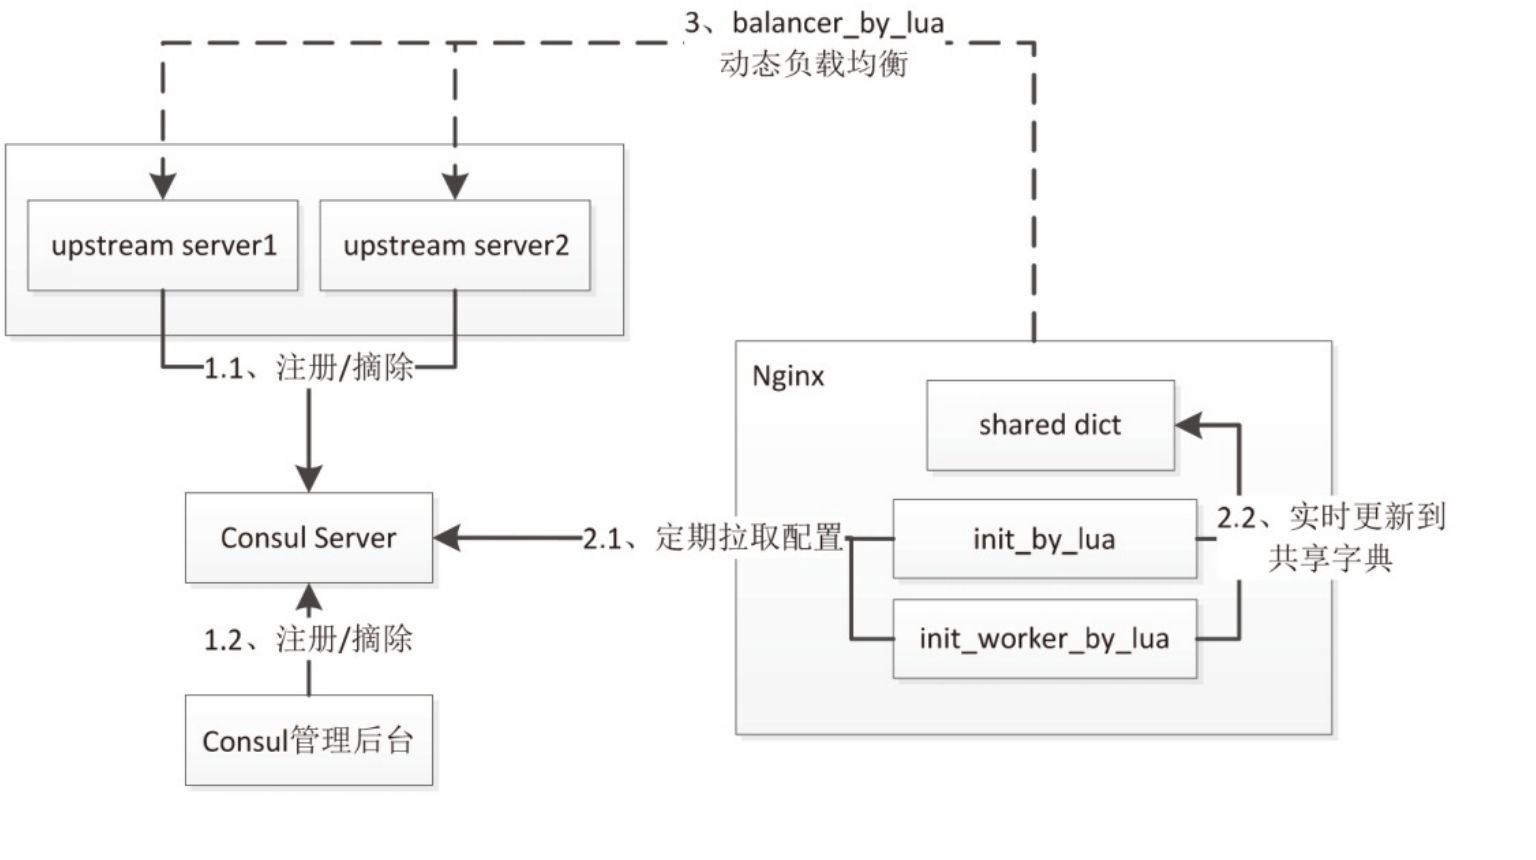 3、balancer_by_lua
动态负载均衡
upstream server1
upstream server2
1.1、注册/摘除
Nginx
shared dict
Consul Server
2.1、定期拉取配置
init_by_lua
2.2、实时更新到
共享字典
1.2、注册/摘除
init_worker_by_lua
Consul管理后台